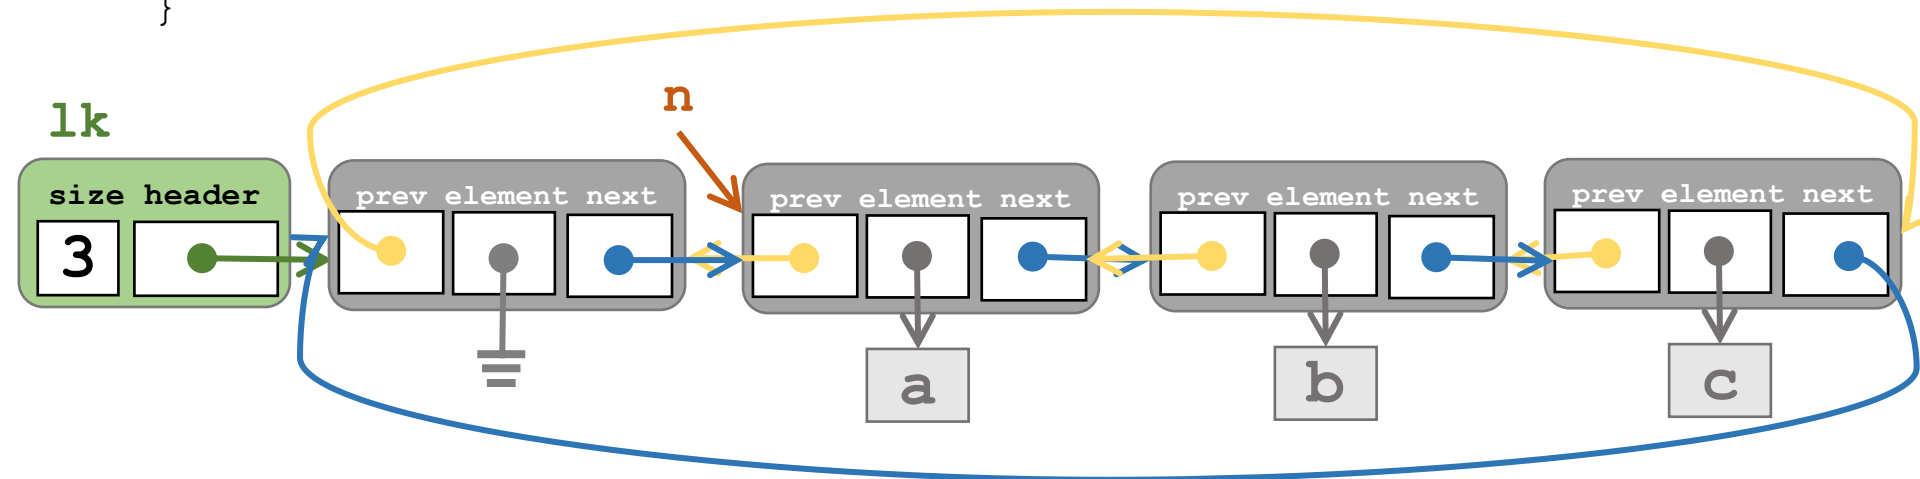 }
n
lk
size header
3
prev element next
prev element next
prev element next
prev element next
a
b
c